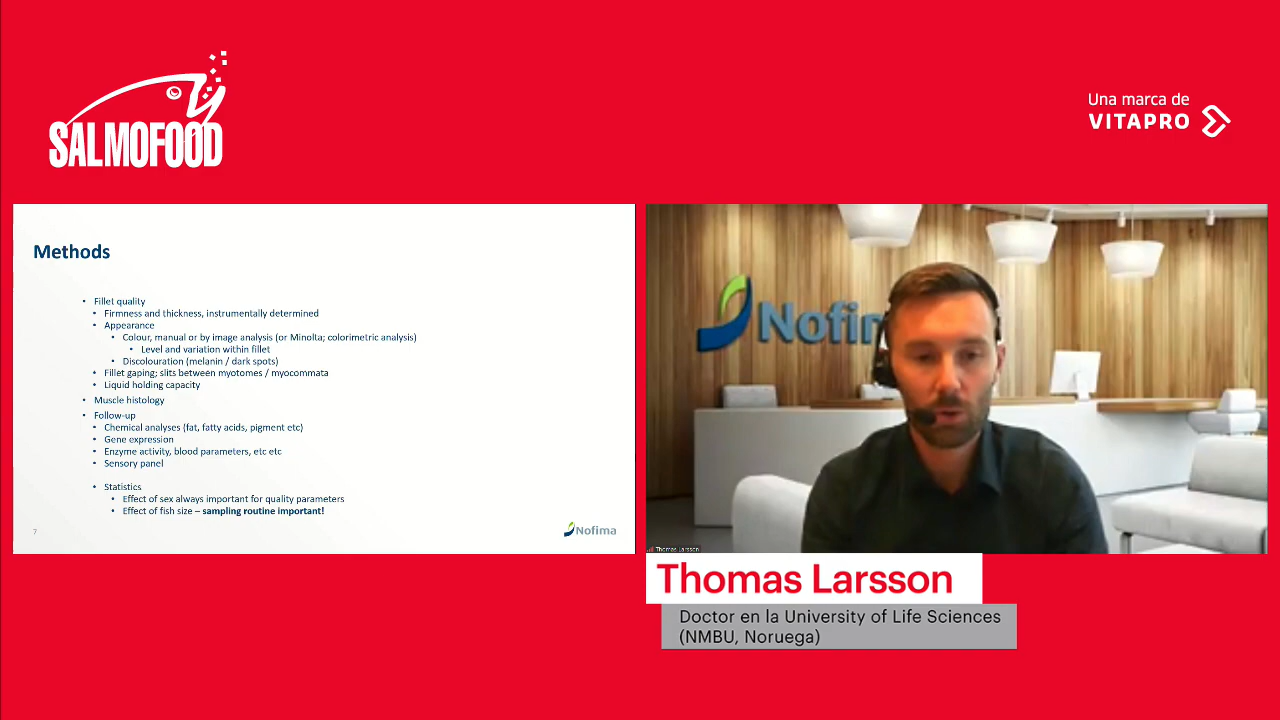 SALMOFOOD
Una marca de
VITAPRO
Methods
• Fillet quality
• Firmness and thickness, instrumentally determined
• Appearance
• Colour, manual or by image analysis (or Minolta; colorimetric analysis)
• Level and variation within fillet
• Discolouration (melanin / dark spots)
• Fillet gaping; slits between myotomes / myocommata
• Liquid holding capacity
• Muscle histology
• Follow-up
• Chemical analyses (fat, fatty acids, pigment etc)
• Gene expression
• Enzyme activity, blood parameters, etc etc
• Sensory panel
• Statistics
• Effect of sex always important for quality parameters
• Effect of fish size – sampling routine important!
7
Nofima
Nofim
Thomas Larsson
Thomas Larsson
Doctor en la University of Life Sciences
(NMBU, Noruega)